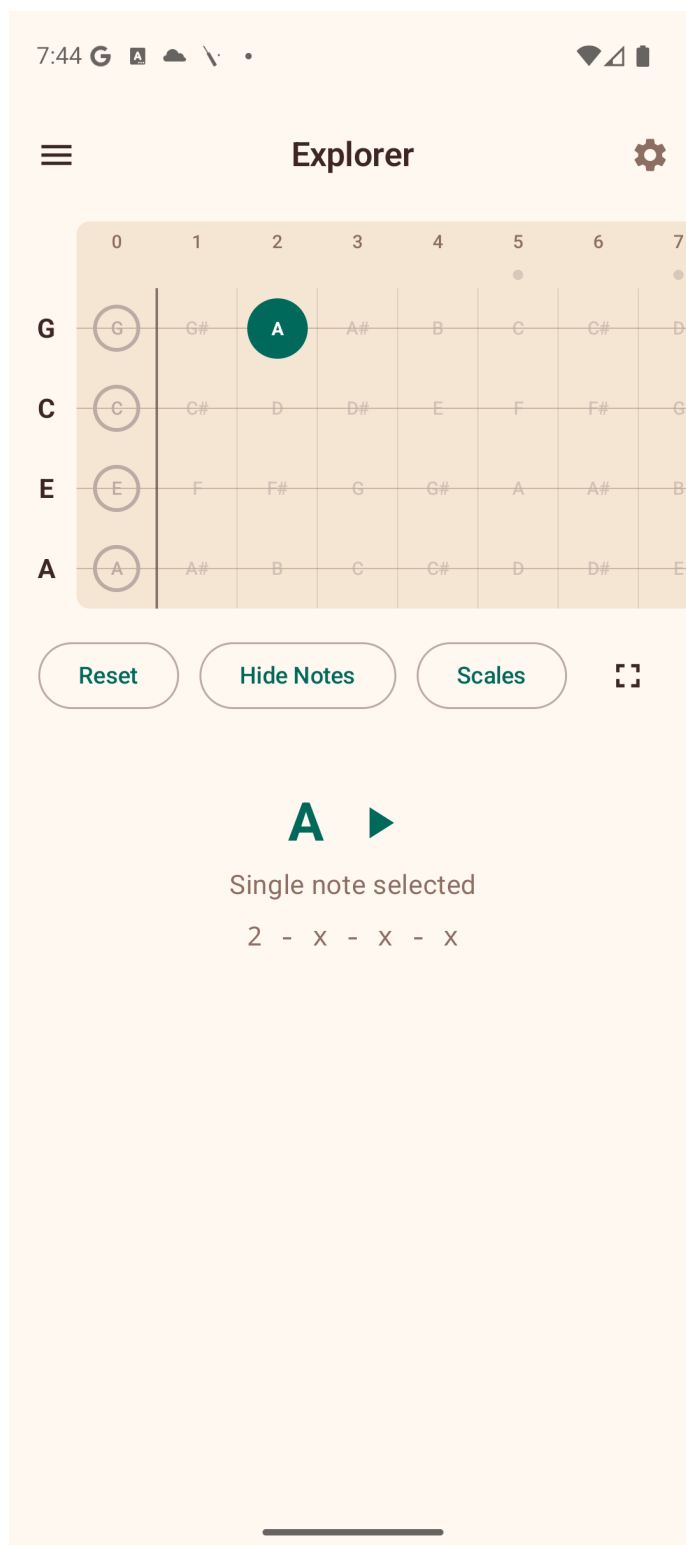 7:44
Explorer
0 1 2 3 4 5 6 7
G G G# A A# B C C# D
C C C# D D# E F F# G
E E F F# G G# A A# B
A A A# B C C# D D# E
Reset Hide Notes Scales
A
Single note selected
2 - x - x - x